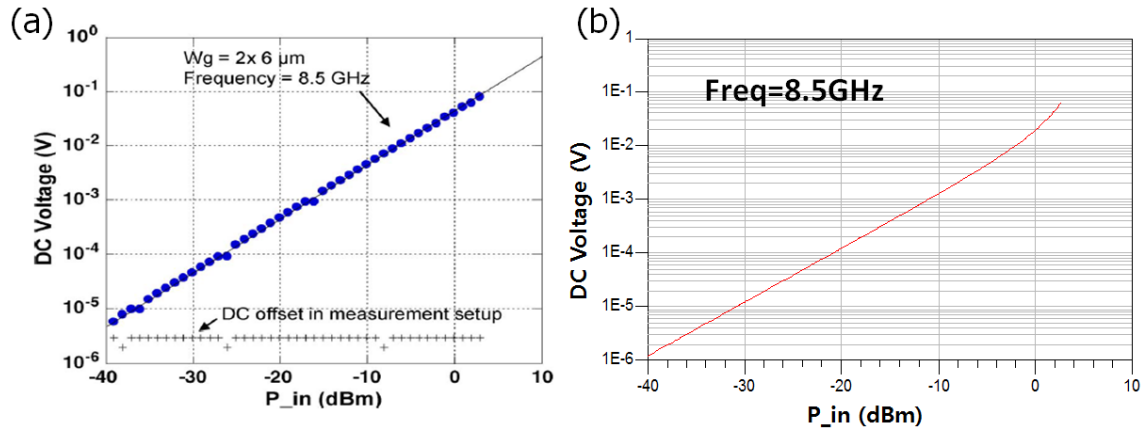 (a)
10⁰
10⁻¹
10⁻²
10⁻³
10⁻⁴
10⁻⁵
10⁻⁶
DC Voltage (V)
Wg = 2x 6 µm
Frequency = 8.5 GHz
DC offset in measurement setup
-40 -30 -20 -10 0 10
P_in (dBm)
(b)
1
1E-1
1E-2
1E-3
1E-4
1E-5
1E-6
DC Voltage (V)
Freq=8.5GHz
-40 -30 -20 -10 0 10
P_in (dBm)